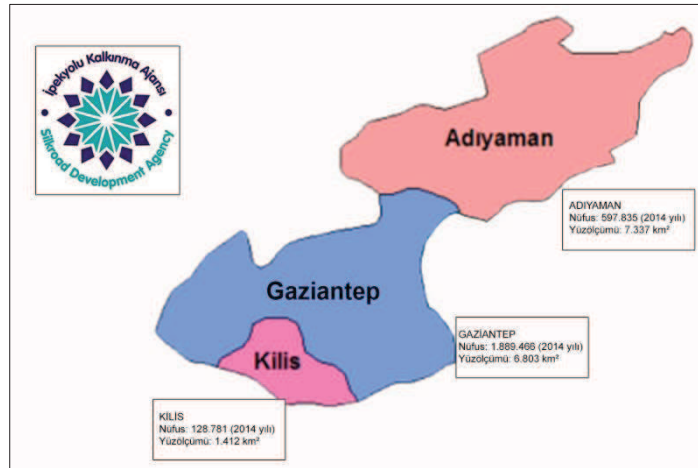 İpekyolu Kalkınma Ajansı
Silkroad Development Agency
Adıyaman
ADIYAMAN
Nüfus: 597.835 (2014 yılı)
Yüzölçümü: 7.337 km²
Gaziantep
GAZİANTEP
Nüfus: 1.889.466 (2014 yılı)
Yüzölçümü: 6.803 km²
Kilis
KİLİS
Nüfus: 128.781 (2014 yılı)
Yüzölçümü: 1.412 km²